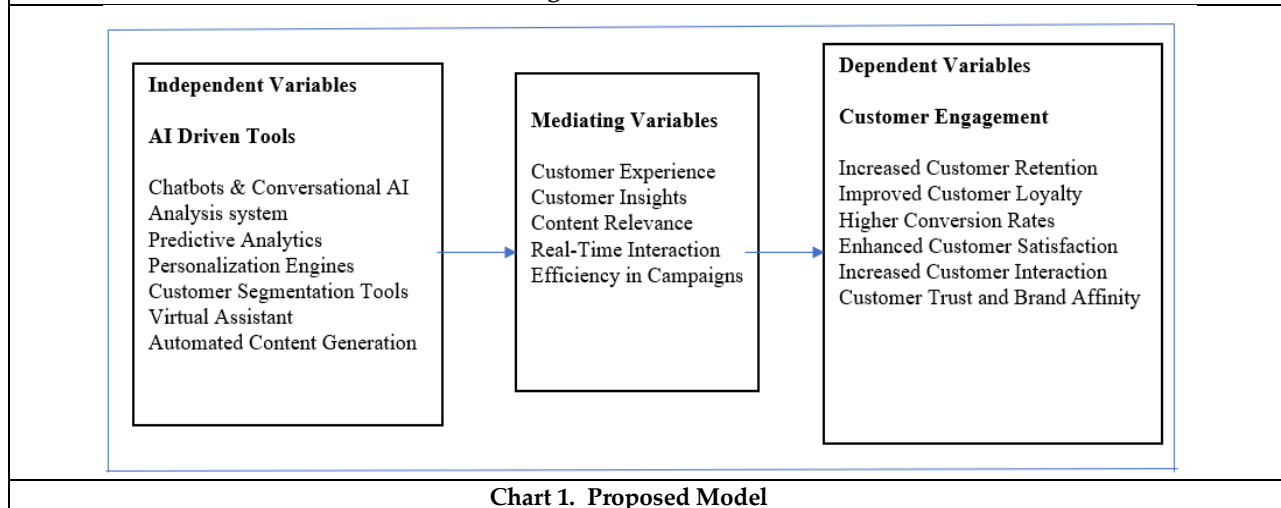 Independent Variables
AI Driven Tools
Chatbots & Conversational AI
Analysis system
Predictive Analytics
Personalization Engines
Customer Segmentation Tools
Virtual Assistant
Automated Content Generation
Mediating Variables
Customer Experience
Customer Insights
Content Relevance
Real-Time Interaction
Efficiency in Campaigns
Dependent Variables
Customer Engagement
Increased Customer Retention
Improved Customer Loyalty
Higher Conversion Rates
Enhanced Customer Satisfaction
Increased Customer Interaction
Customer Trust and Brand Affinity
Chart 1. Proposed Model